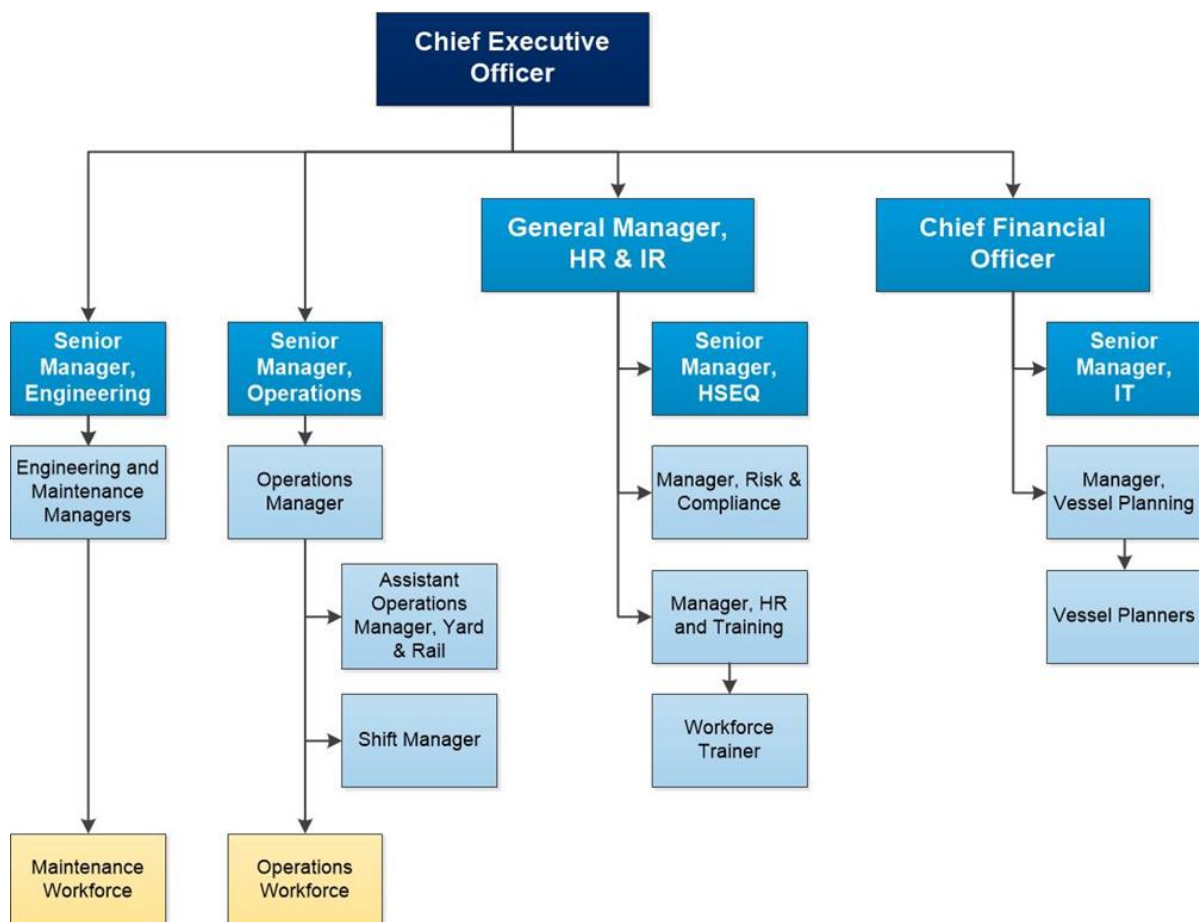 Chief Executive
Officer
General Manager,
HR & IR
Chief Financial
Officer
Senior
Manager,
Engineering
Senior
Manager,
Operations
Senior
Manager,
HSEQ
Senior
Manager,
IT
Engineering and
Maintenance
Managers
Operations
Manager
Manager, Risk &
Compliance
Manager,
Vessel Planning
Assistant
Operations
Manager, Yard
& Rail
Manager, HR
and Training
Vessel Planners
Shift Manager
Workforce
Trainer
Maintenance
Workforce
Operations
Workforce